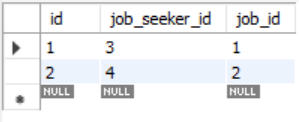 id job_seeker_id job_id
1 3 1
2 4 2
NULL NULL NULL